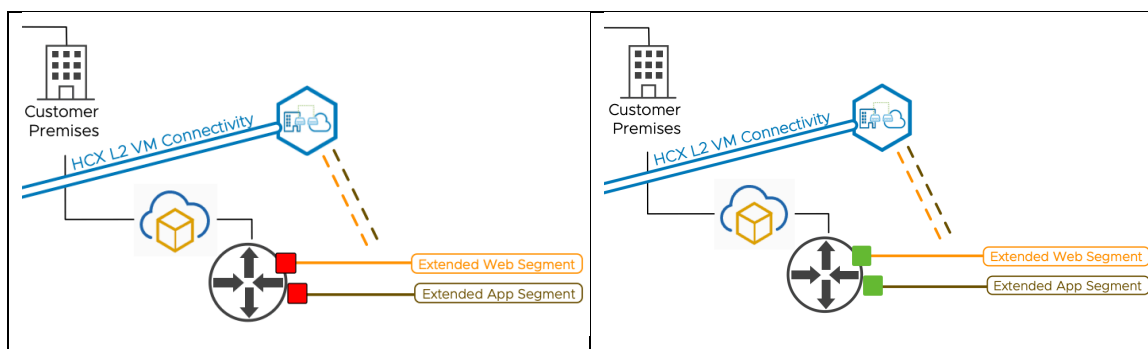 Customer
Premises
HCX L2 VM Connectivity
Extended Web Segment
Extended App Segment
Customer
Premises
HCX L2 VM Connectivity
Extended Web Segment
Extended App Segment